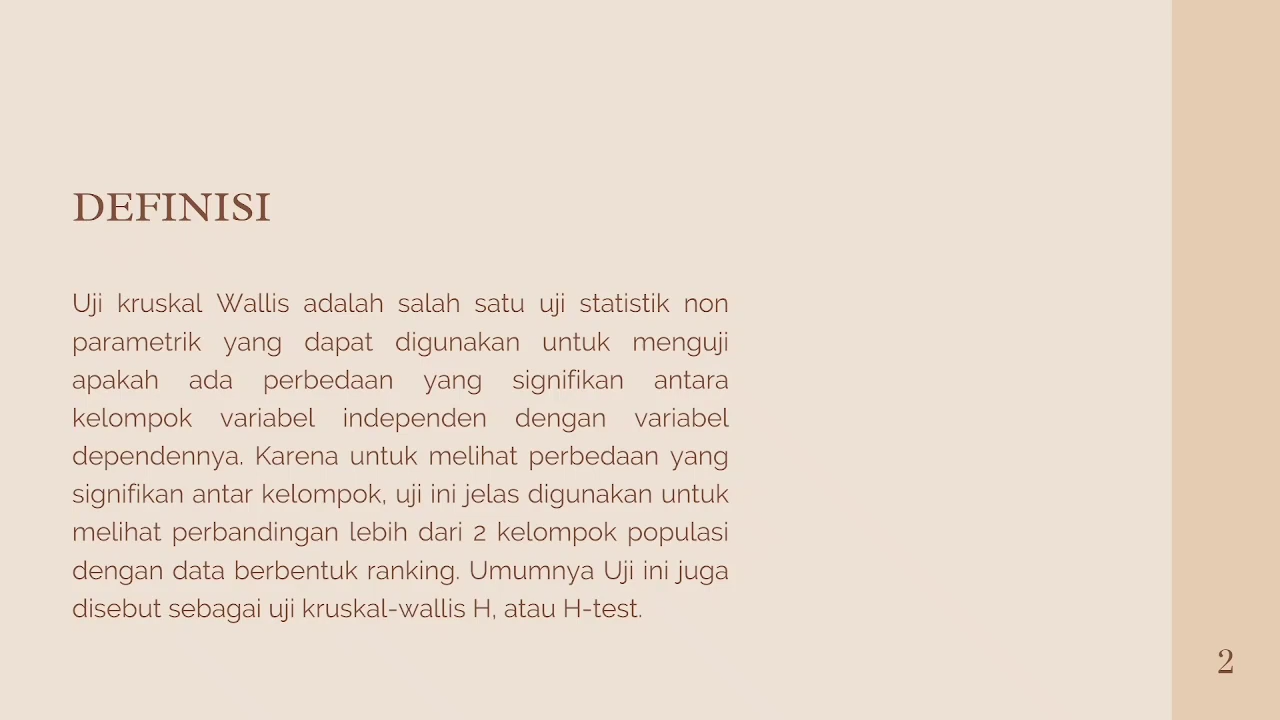 DEFINISI
Uji kruskal Wallis adalah salah satu uji statistik non
parametrik yang dapat digunakan untuk menguji
apakah ada perbedaan yang signifikan antara
kelompok variabel independen dengan variabel
dependennya. Karena untuk melihat perbedaan yang
signifikan antar kelompok, uji ini jelas digunakan untuk
melihat perbandingan lebih dari 2 kelompok populasi
dengan data berbentuk ranking. Umumnya Uji ini juga
disebut sebagai uji kruskal-wallis H, atau H-test.
2